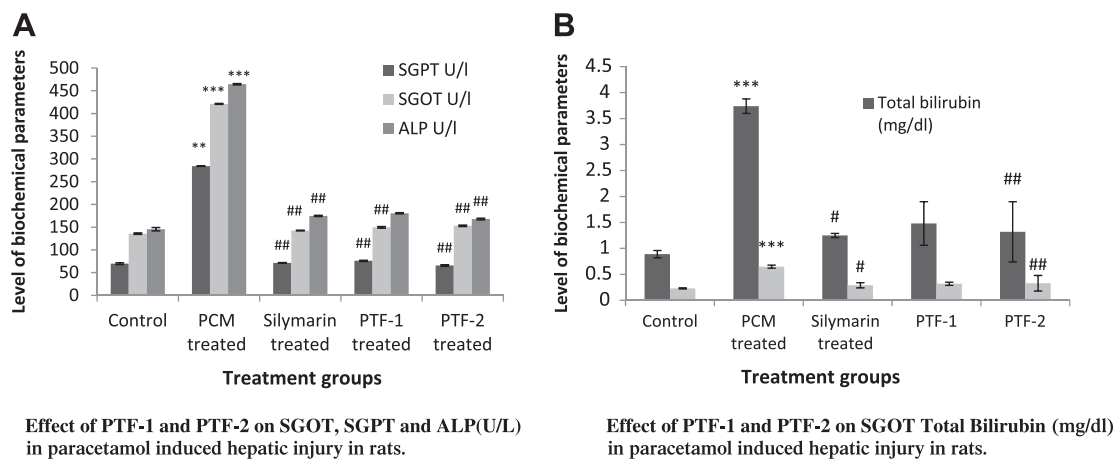 A
Level of biochemical parameters
500
450
400
350
300
250
200
150
100
50
0
SGPT U/l
SGOT U/l
ALP U/l
**
***
***
##
##
##
##
##
##
##
##
Control
PCM treated
Silymarin treated
PTF-1 treated
PTF-2 treated
Treatment groups
Effect of PTF-1 and PTF-2 on SGOT, SGPT and ALP(U/L)
in paracetamol induced hepatic injury in rats.
B
Level of biochemical parameters
4.5
4
3.5
3
2.5
2
1.5
1
0.5
0
Total bilirubin
(mg/dl)
***
***
#
#
##
##
Control
PCM treated
Silymarin treated
PTF-1
PTF-2
Treatment groups
Effect of PTF-1 and PTF-2 on SGOT Total Bilirubin (mg/dl)
in paracetamol induced hepatic injury in rats.